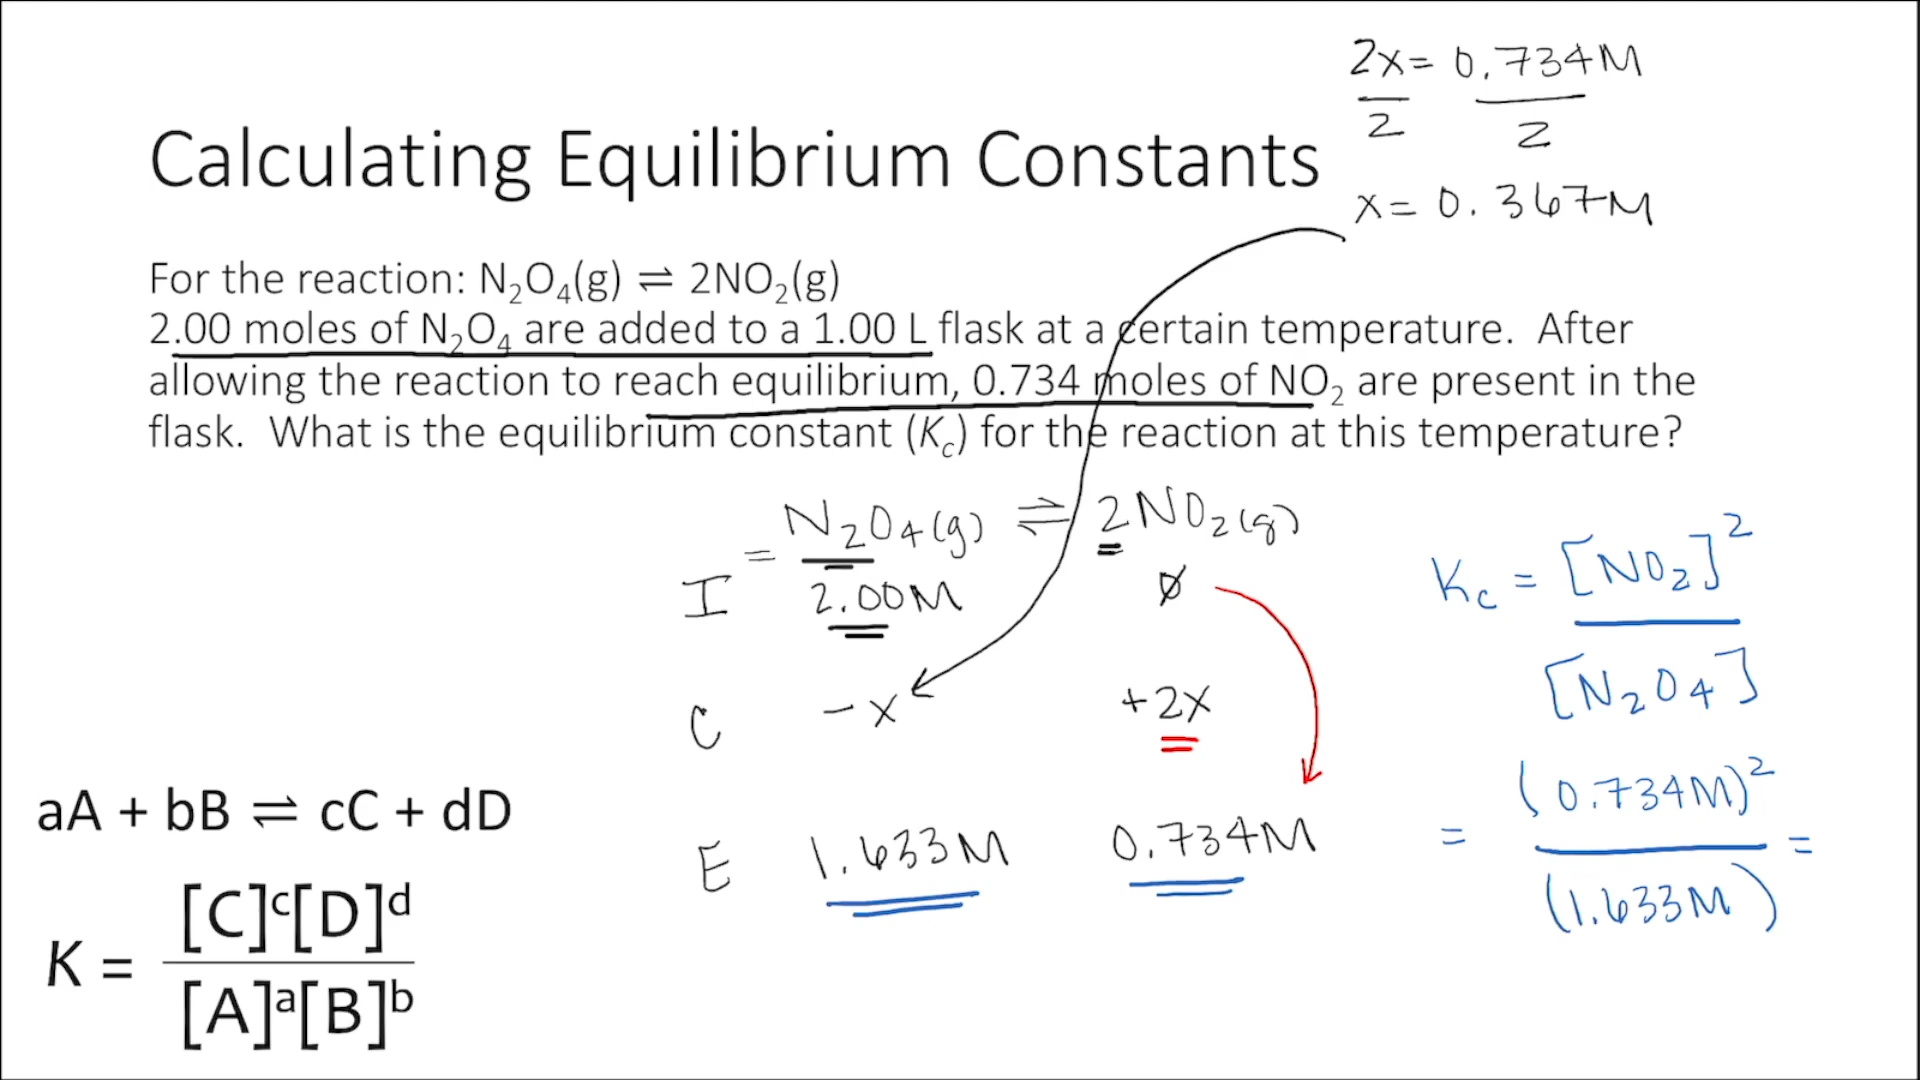 2x = 0.734M
2 2
Calculating Equilibrium Constants
x = 0.367M
For the reaction: N₂O₄(g) ⇌ 2NO₂(g)
2.00 moles of N₂O₄ are added to a 1.00 L flask at a certain temperature. After
allowing the reaction to reach equilibrium, 0.734 moles of NO₂ are present in the
flask. What is the equilibrium constant (Kc) for the reaction at this temperature?
= N₂O₄(g) ⇌ 2NO₂(g)
I 2.00M ∅
C -x +2x
E 1.633M 0.734M
Kc = [NO₂]²
[N₂O₄]
= (0.734M)² =
(1.633M)
aA + bB ⇌ cC + dD
K = [C]ᶜ[D]ᵈ
[A]ᵃ[B]ᵇ